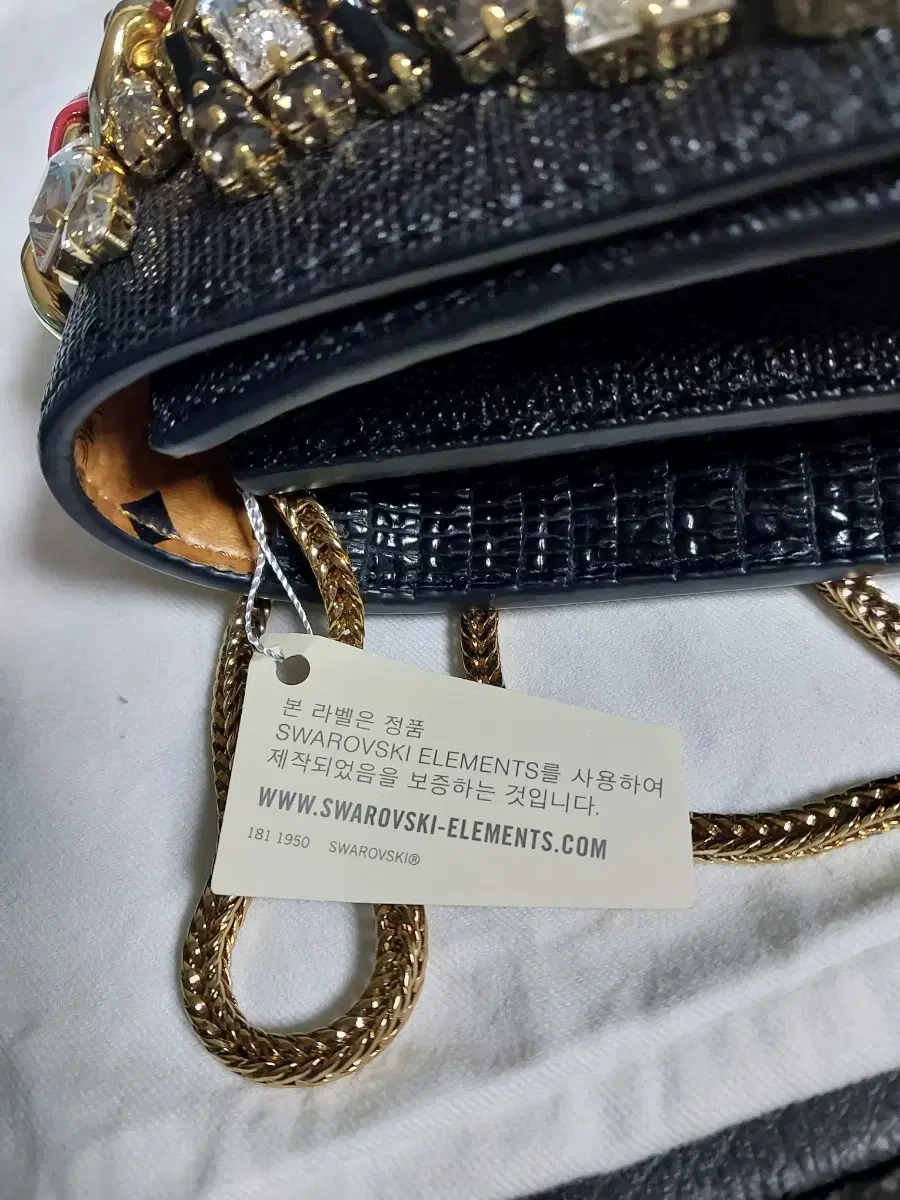 본 라벨은 정품
SWAROVSKI ELEMENTS를 사용하여
제작되었음을 보증하는 것입니다.
WWW.SWAROVSKI-ELEMENTS.COM
181 1950 SWAROVSKI®